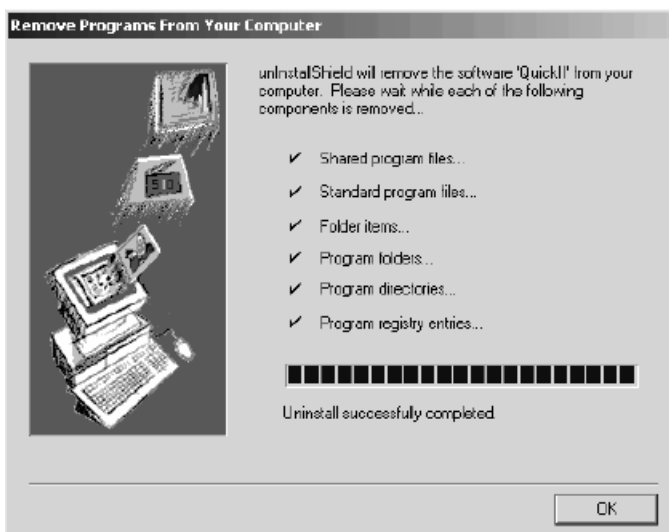 Remove Programs From Your Computer
unInstallShield will remove the software 'QuickII' from your
computer. Please wait while each of the following
components is removed...
Shared program files...
Standard program files...
Folder items...
Program folders...
Program directories...
Program registry entries...
Uninstall successfully completed.
OK